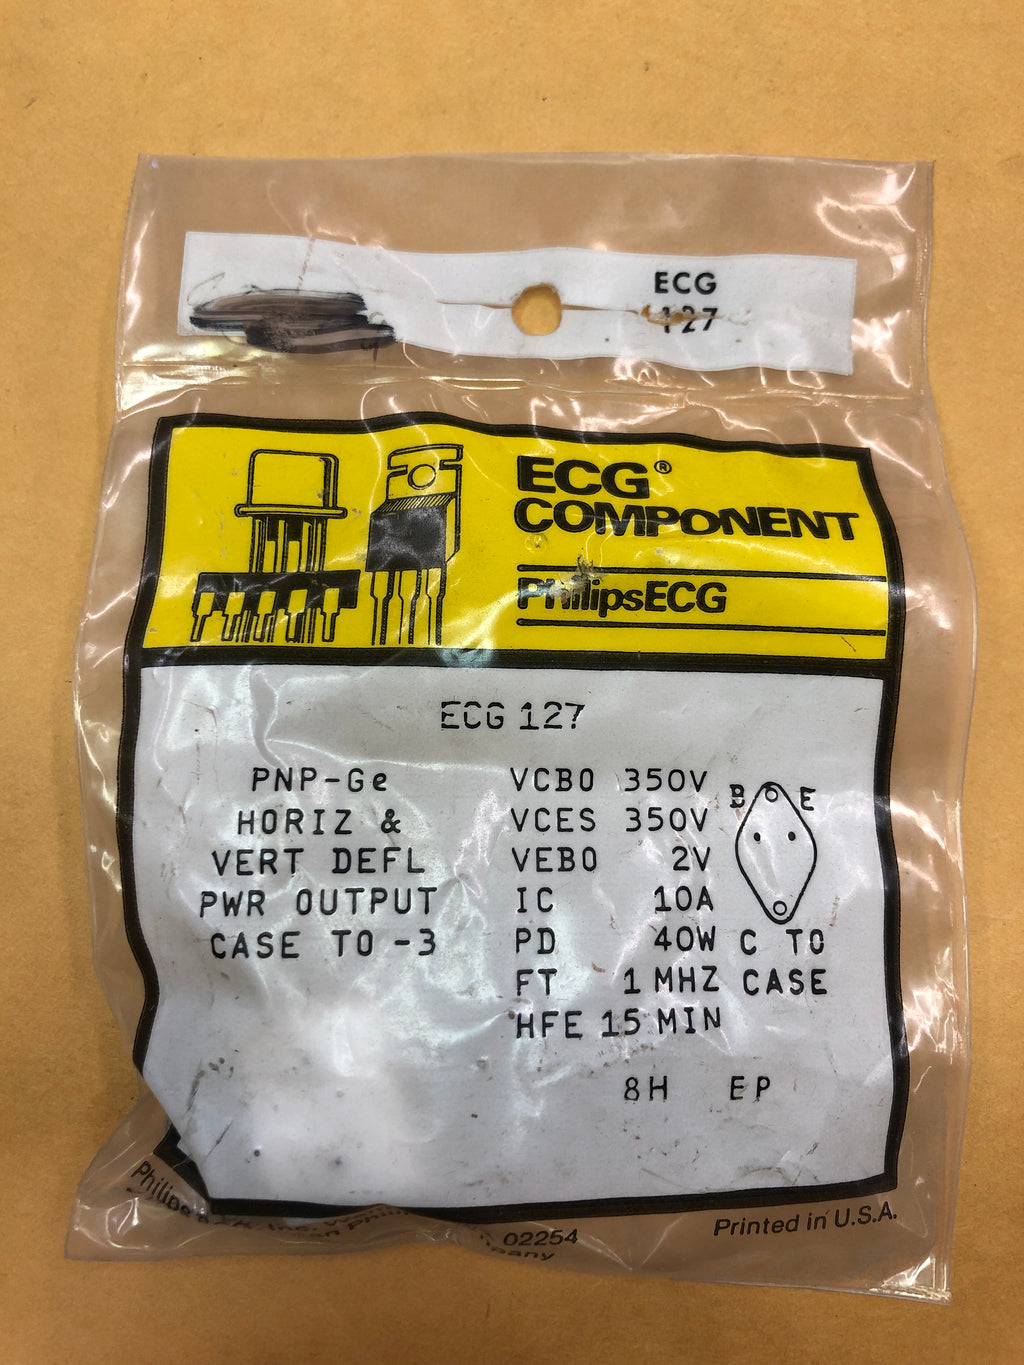 ECG
127
ECG®
COMPONENT
PhilipsECG
ECG 127
PNP-Ge
HORIZ &
VERT DEFL
PWR OUTPUT
CASE TO-3
VCBO 350V
VCES 350V
VEBO 2V
IC 10A
PD 40W
FT 1 MHZ
HFE 15 MIN
B E
C TO
CASE
8H EP
Philips Inc.
02254
Printed in U.S.A.